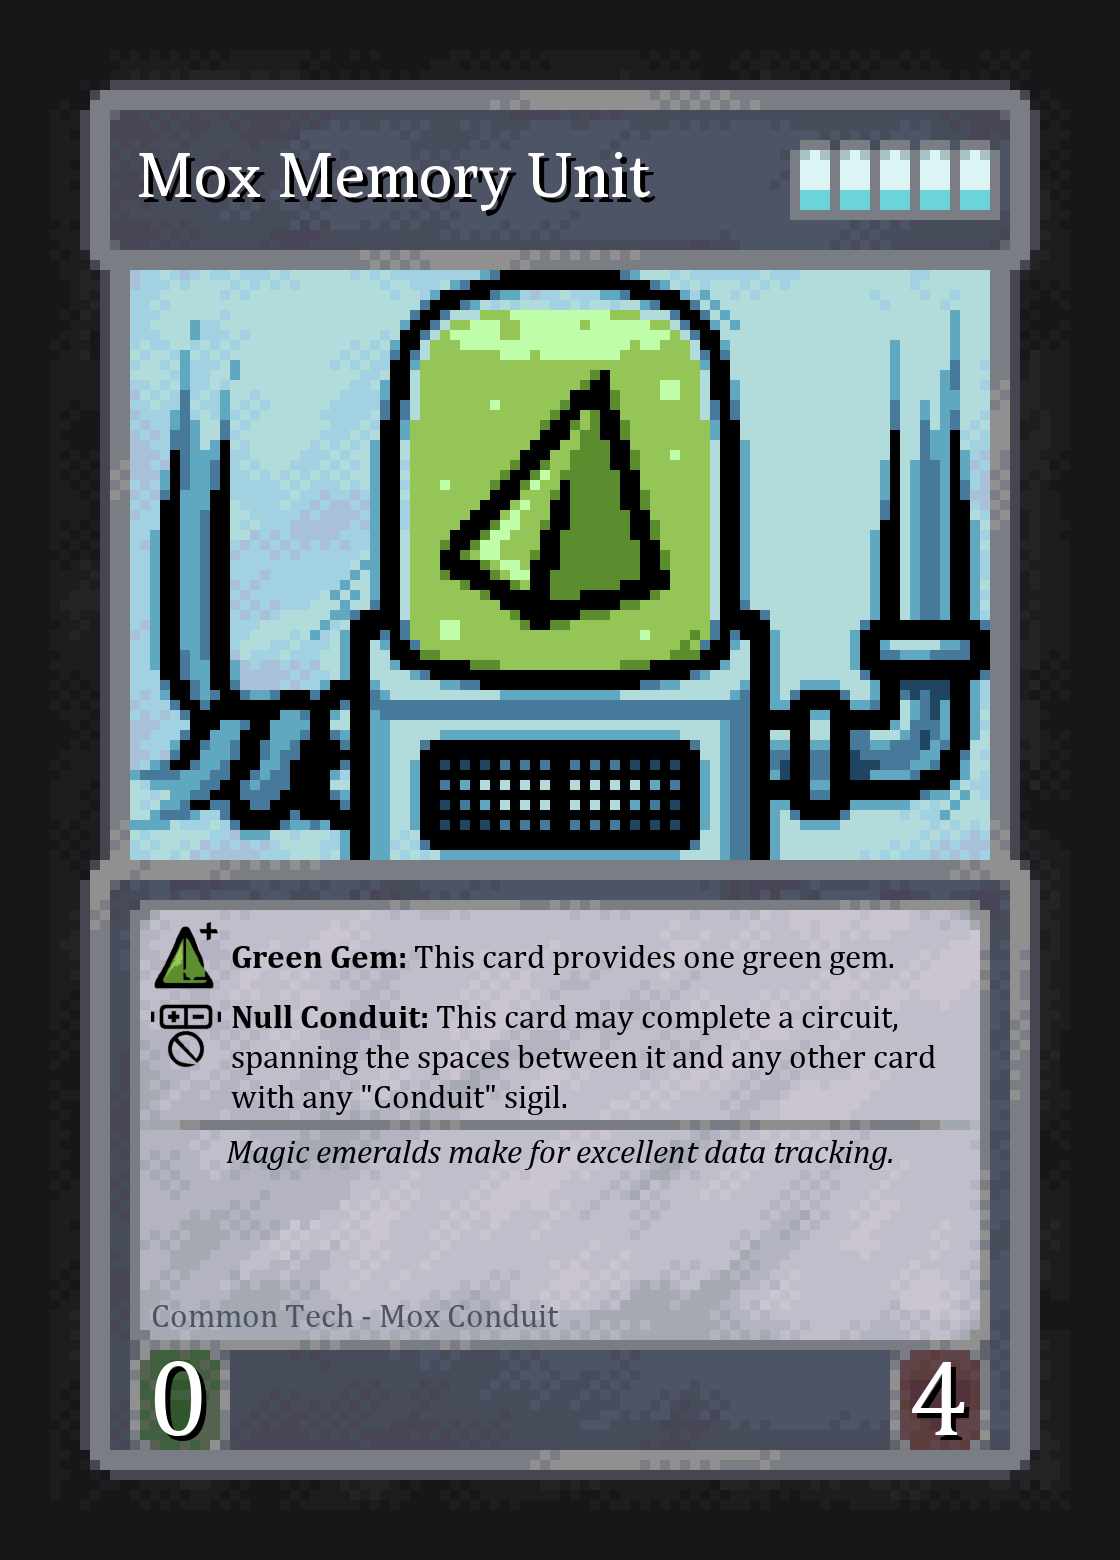 Mox Memory Unit
Green Gem: This card provides one green gem.
Null Conduit: This card may complete a circuit,
spanning the spaces between it and any other card
with any "Conduit" sigil.
Magic emeralds make for excellent data tracking.
Common Tech - Mox Conduit
0
4